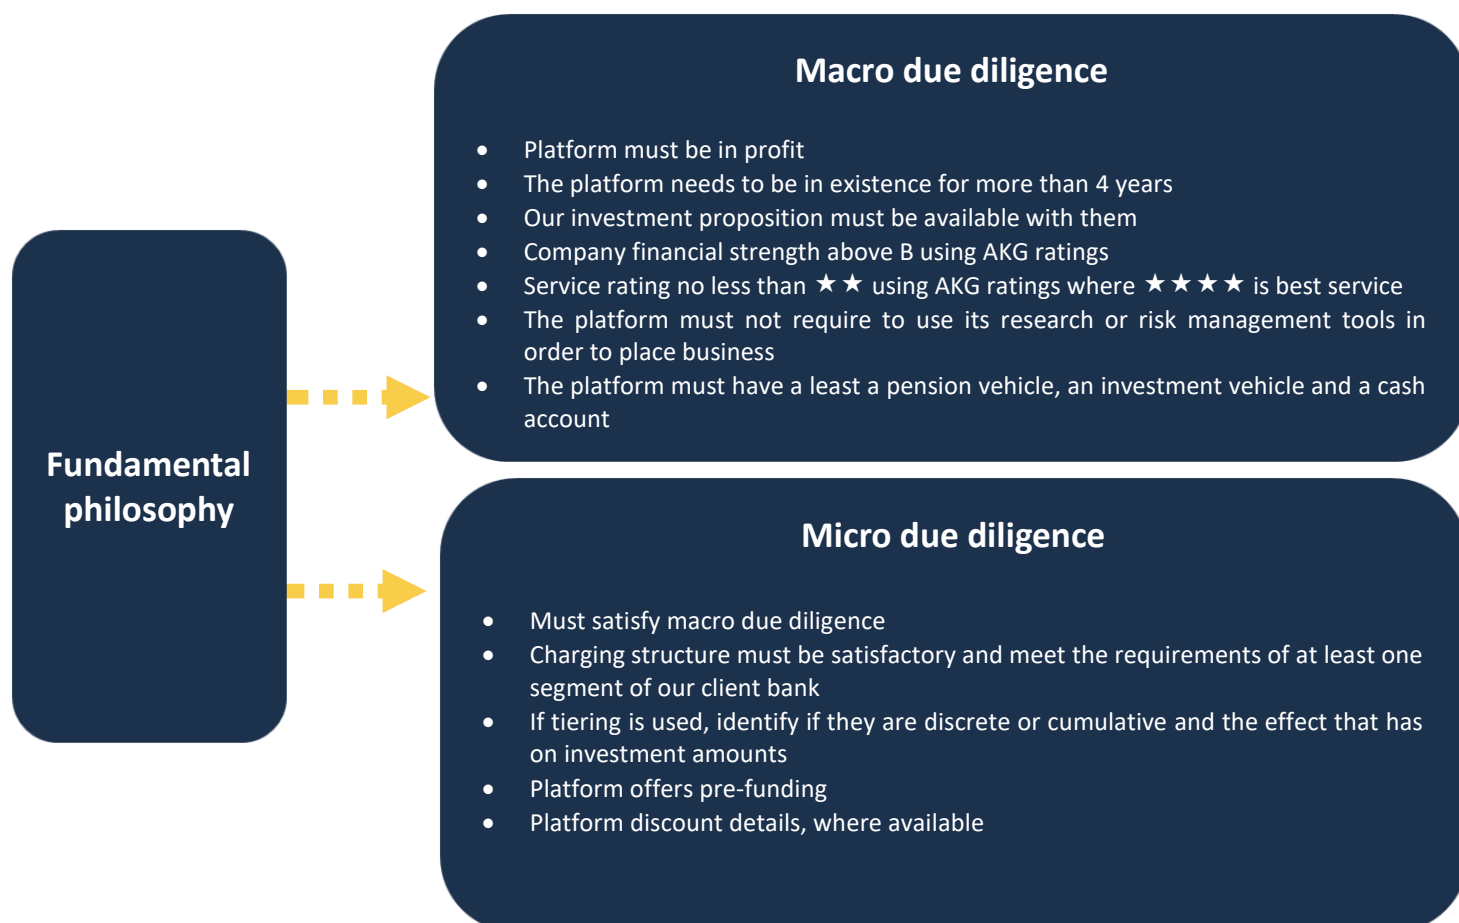 Fundamental
philosophy
Macro due diligence
• Platform must be in profit
• The platform needs to be in existence for more than 4 years
• Our investment proposition must be available with them
• Company financial strength above B using AKG ratings
• Service rating no less than ★★ using AKG ratings where ★★★★ is best service
• The platform must not require to use its research or risk management tools in
order to place business
• The platform must have a least a pension vehicle, an investment vehicle and a cash
account
Micro due diligence
• Must satisfy macro due diligence
• Charging structure must be satisfactory and meet the requirements of at least one
segment of our client bank
• If tiering is used, identify if they are discrete or cumulative and the effect that has
on investment amounts
• Platform offers pre-funding
• Platform discount details, where available